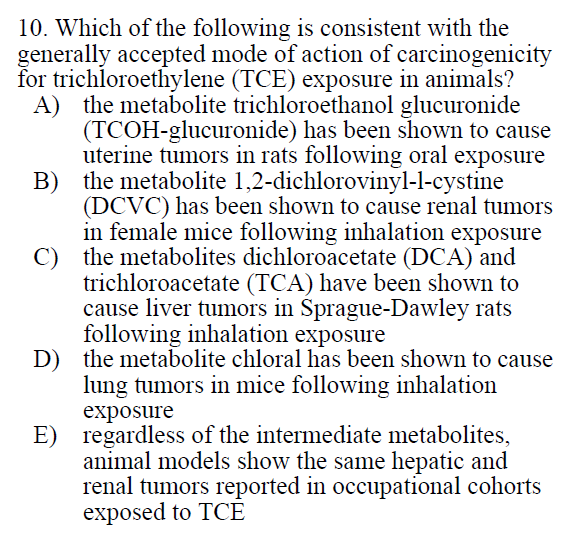 10. Which of the following is consistent with the
generally accepted mode of action of carcinogenicity
for trichloroethylene (TCE) exposure in animals?
A) the metabolite trichloroethanol glucuronide
(TCOH-glucuronide) has been shown to cause
uterine tumors in rats following oral exposure
B) the metabolite 1,2-dichlorovinyl-l-cystine
(DCVC) has been shown to cause renal tumors
in female mice following inhalation exposure
C) the metabolites dichloroacetate (DCA) and
trichloroacetate (TCA) have been shown to
cause liver tumors in Sprague-Dawley rats
following inhalation exposure
D) the metabolite chloral has been shown to cause
lung tumors in mice following inhalation
exposure
E) regardless of the intermediate metabolites,
animal models show the same hepatic and
renal tumors reported in occupational cohorts
exposed to TCE